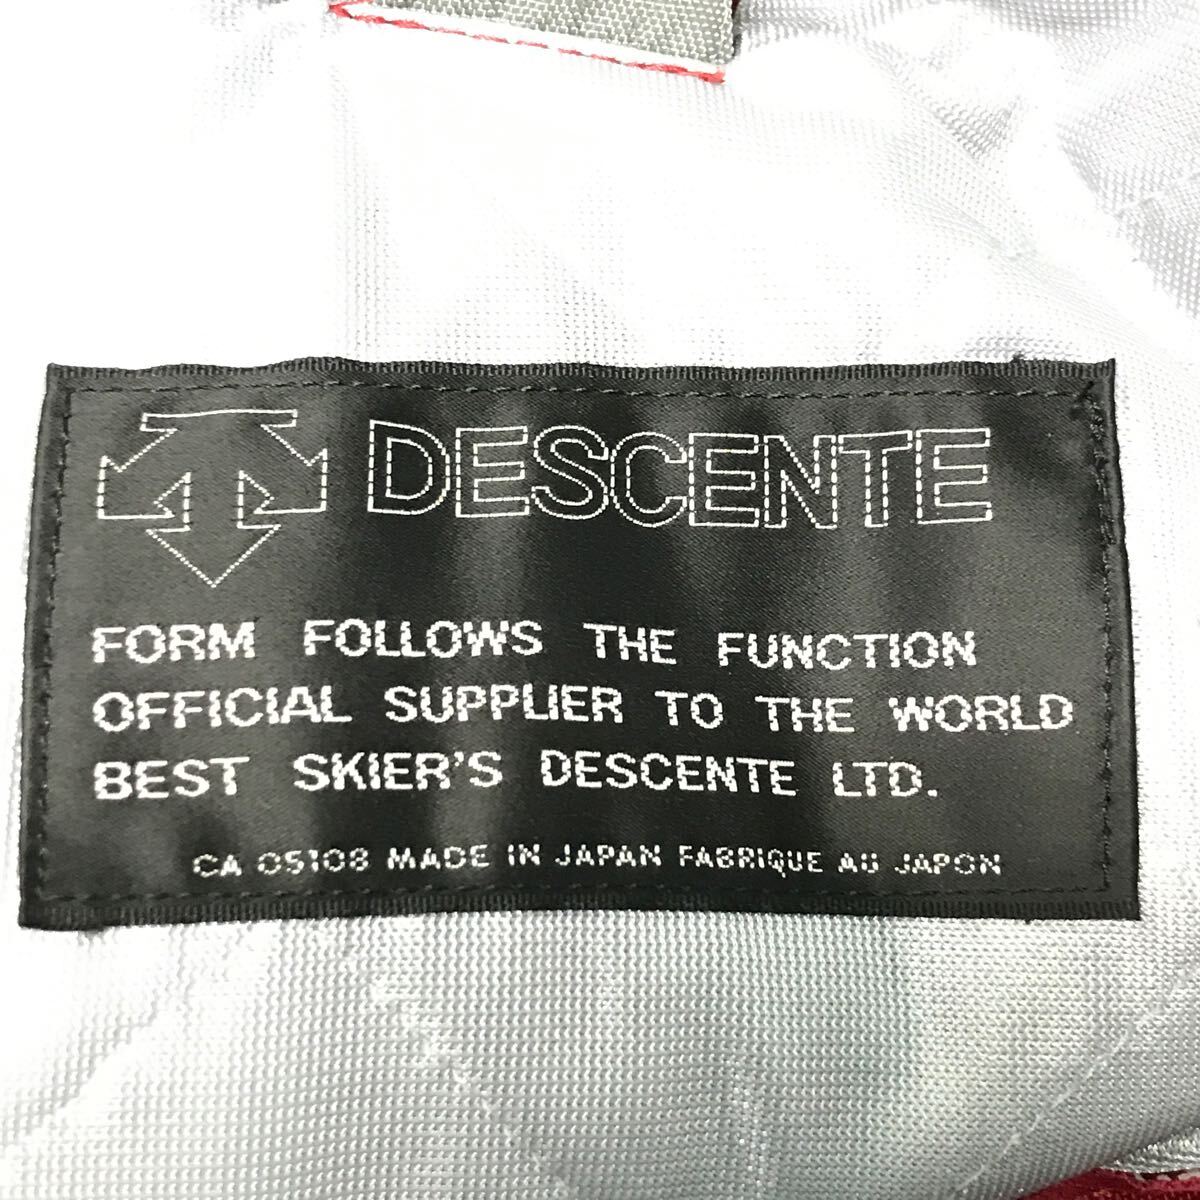 DESCENTE
FORM FOLLOWS THE FUNCTION
OFFICIAL SUPPLIER TO THE WORLD
BEST SKIER'S DESCENTE LTD.
CA 05108 MADE IN JAPAN FABRIQUE AU JAPON